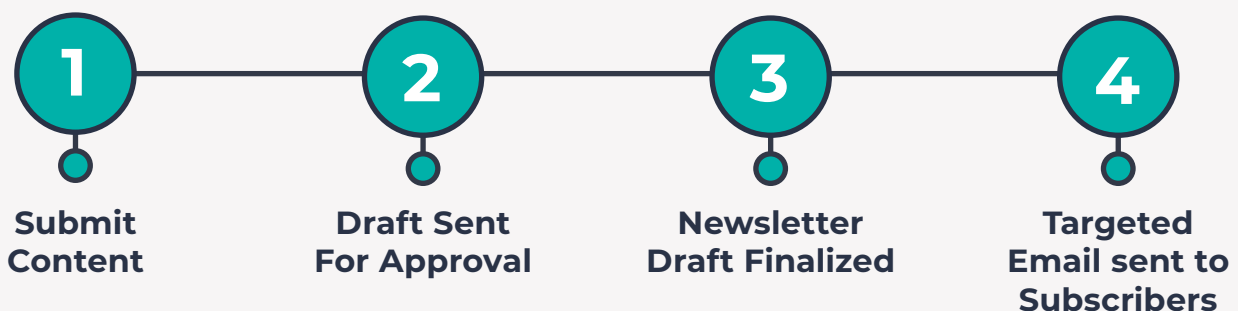 1
2
3
4
Submit
Content
Draft Sent
For Approval
Newsletter
Draft Finalized
Targeted
Email sent to
Subscribers